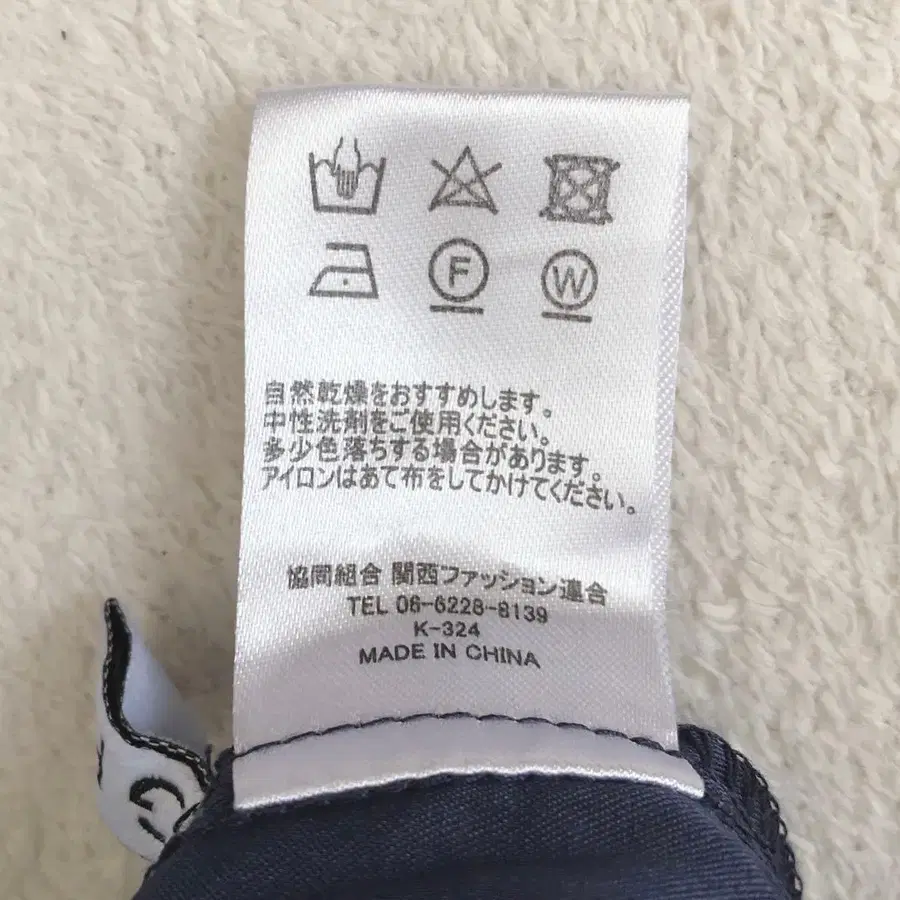 F W
自然乾燥をおすすめします。
中性洗剤をご使用ください。
多少色落ちする場合があります。
アイロンはあて布をしてかけてください。
協同組合 関西ファッション連合
TEL 06-6228-8139
K-324
MADE IN CHINA